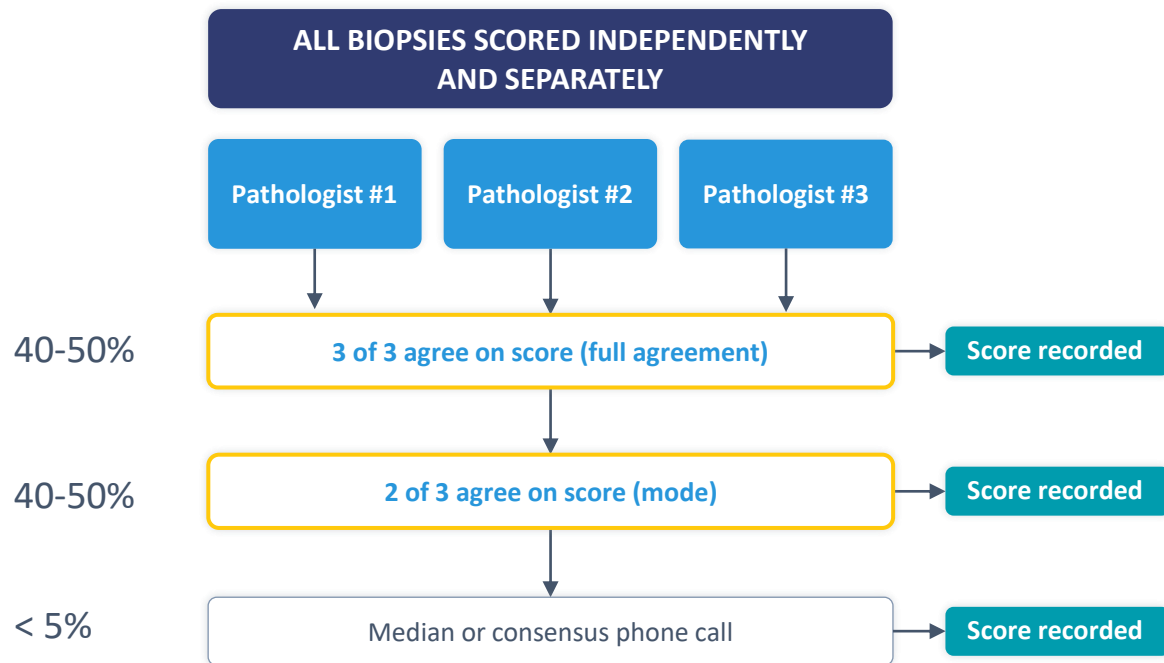 ALL BIOPSIES SCORED INDEPENDENTLY
AND SEPARATELY
Pathologist #1
Pathologist #2
Pathologist #3
40-50%
3 of 3 agree on score (full agreement)
Score recorded
40-50%
2 of 3 agree on score (mode)
Score recorded
< 5%
Median or consensus phone call
Score recorded